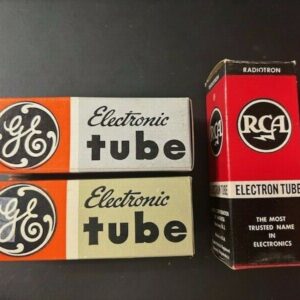 GE
Electronic
tube
GE
Electronic
tube
RADIOTRON
RCA
ELECTRON TUBE
THE MOST
TRUSTED NAME
IN
ELECTRONICS